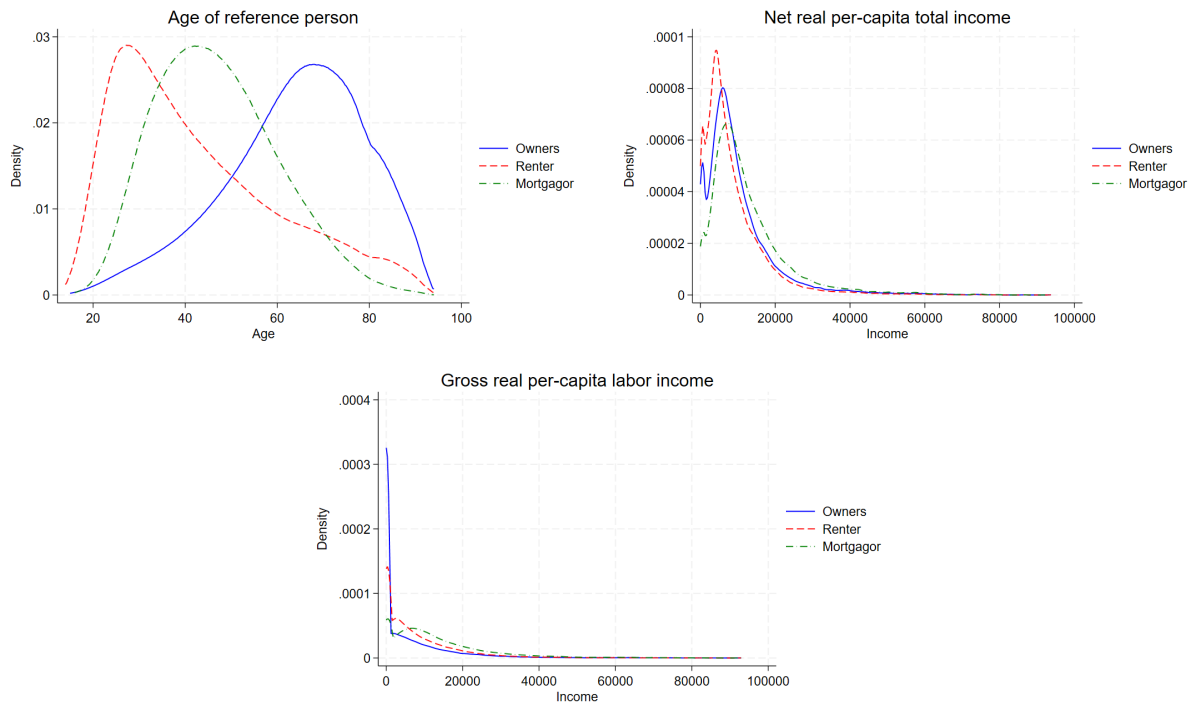 Age of reference person
.03
.02
.01
0
Density
20 40 60 80 100
Age
Owners
Renter
Mortgagor
Net real per-capita total income
.0001
.00008
.00006
.00004
.00002
0
Density
0 20000 40000 60000 80000 100000
Income
Owners
Renter
Mortgagor
Gross real per-capita labor income
.0004
.0003
.0002
.0001
0
Density
0 20000 40000 60000 80000 100000
Income
Owners
Renter
Mortgagor